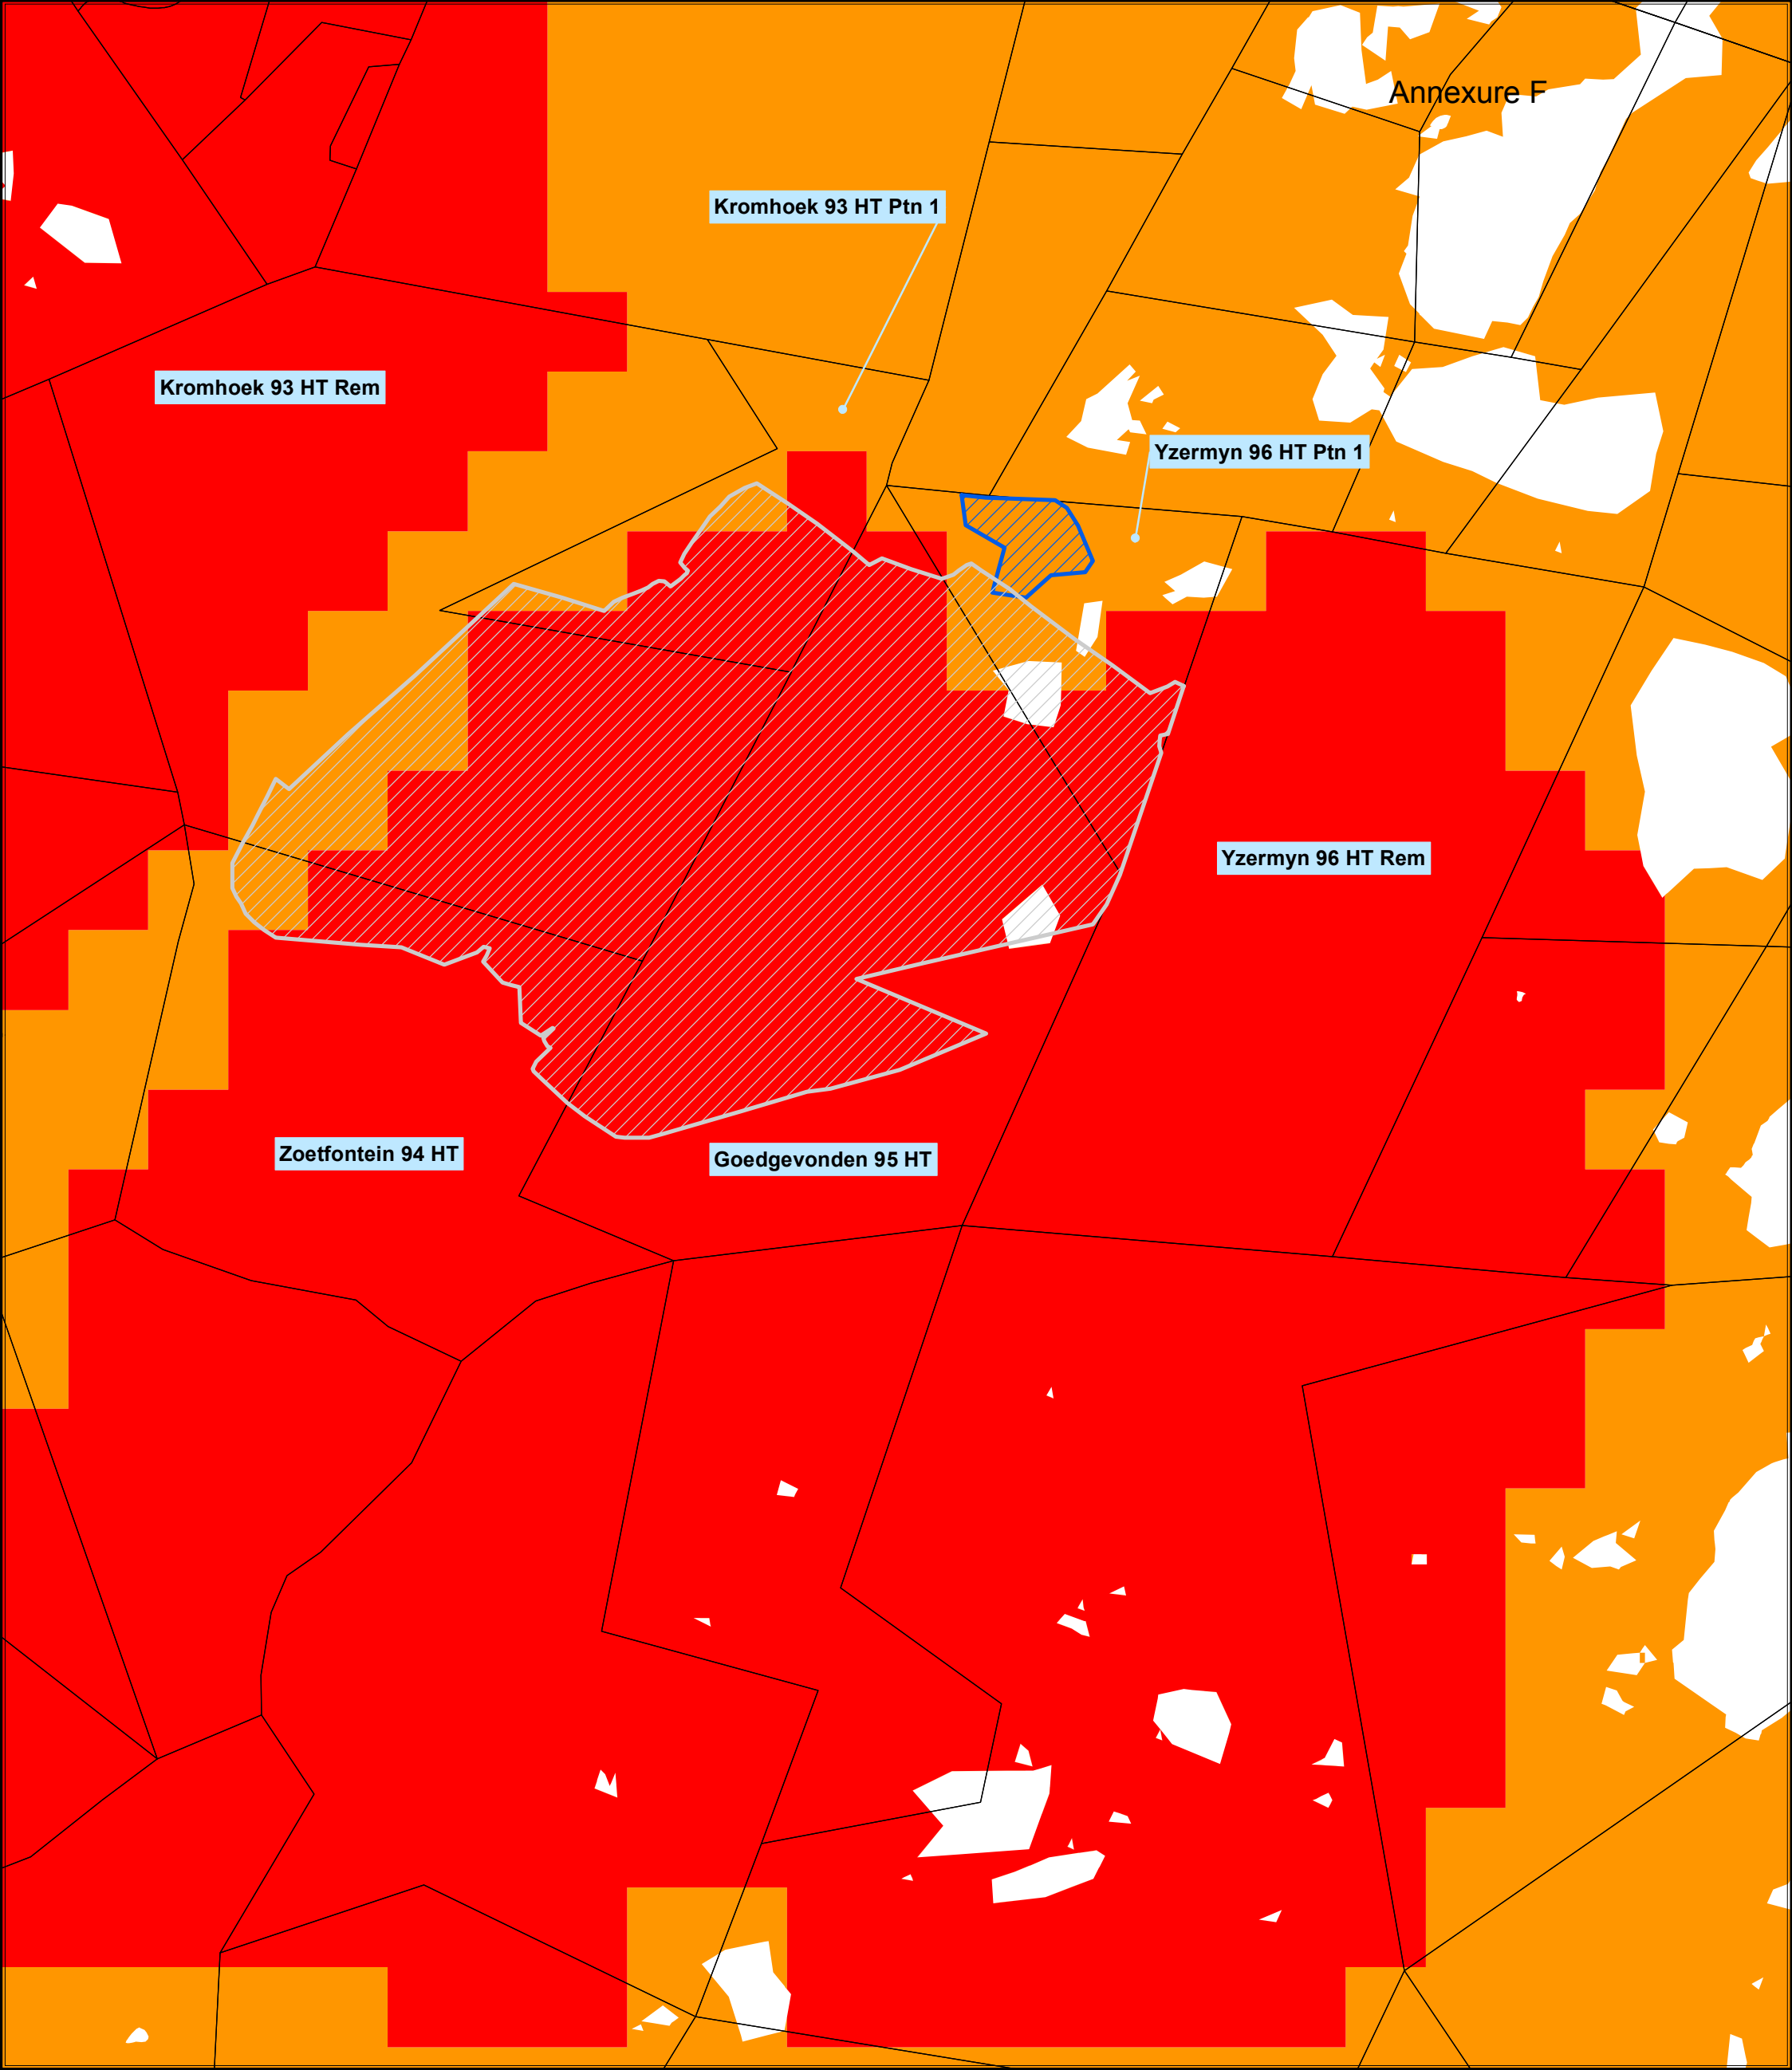 Annexure F
Kromhoek 93 HT Ptn 1
Kromhoek 93 HT Rem
Yzermyn 96 HT Ptn 1
Yzermyn 96 HT Rem
Zoetfontein 94 HT
Goedgevonden 95 HT